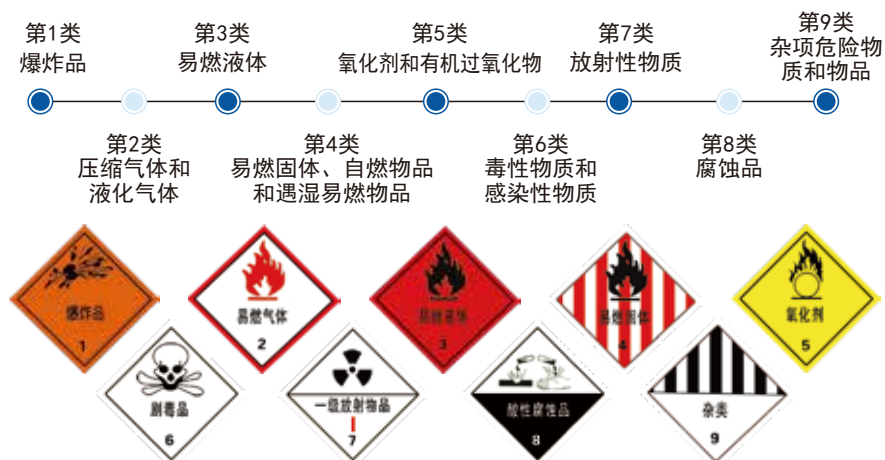 第1类
爆炸品
第3类
易燃液体
第5类
氧化剂和有机过氧化物
第7类
放射性物质
第9类
杂项危险物
质和物品
第2类
压缩气体和
液化气体
第4类
易燃固体、自燃物品
和遇湿易燃物品
第6类
毒性物质和
感染性物质
第8类
腐蚀品
爆炸品
1
易燃气体
2
易燃液体
3
易燃固体
4
氧化剂
5
剧毒品
6
一级放射物品
I
7
酸性腐蚀品
8
杂类
9